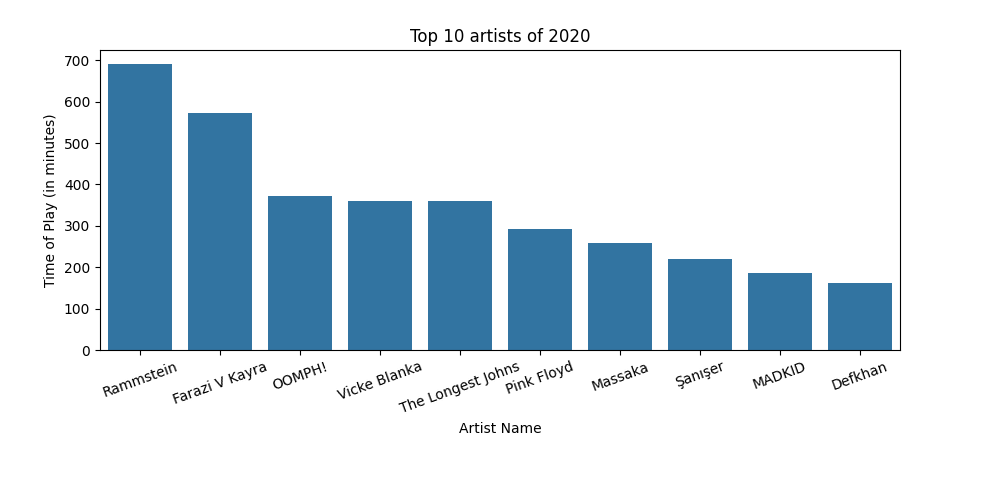 Top 10 artists of 2020
Time of Play (in minutes)
700
600
500
400
300
200
100
0
Rammstein
Farazi V Kayra
OOMPH!
Vicke Blanka
The Longest Johns
Pink Floyd
Massaka
Şanışer
MADKID
Defkhan
Artist Name